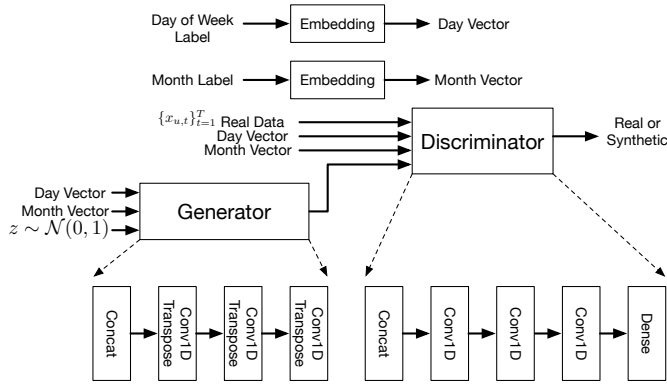 Day of Week
Label
Embedding
Day Vector
Month Label
Embedding
Month Vector
{x_{u,t}}_{t=1}^{T} Real Data
Day Vector
Month Vector
Discriminator
Real or
Synthetic
Day Vector
Month Vector
z ∼ N(0, 1)
Generator
Concat
Conv1D
Transpose
Conv1D
Transpose
Conv1D
Transpose
Concat
Conv1D
Conv1D
Conv1D
Dense